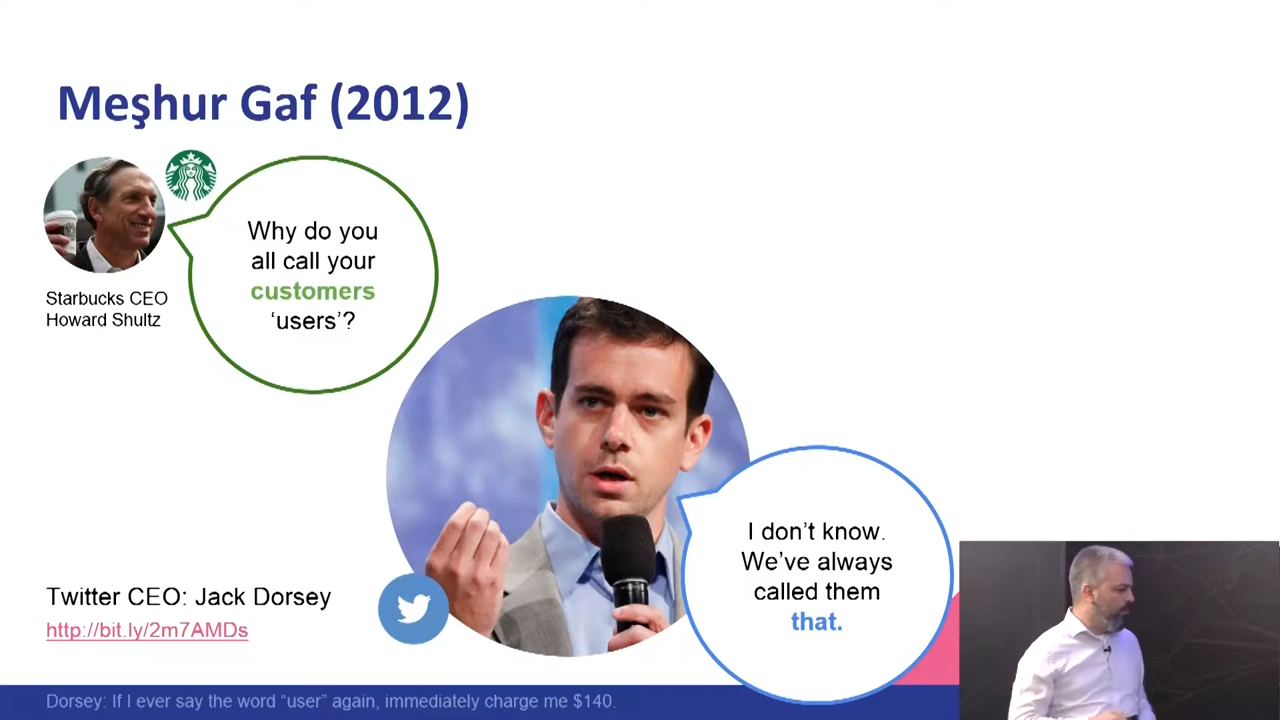 Meşhur Gaf (2012)
Why do you
all call your
customers
‘users’?
Starbucks CEO
Howard Shultz
I don’t know.
We’ve always
called them
that.
Twitter CEO: Jack Dorsey
http://bit.ly/2m7AMDs
Dorsey: If I ever say the word “user” again, immediately charge me $140.